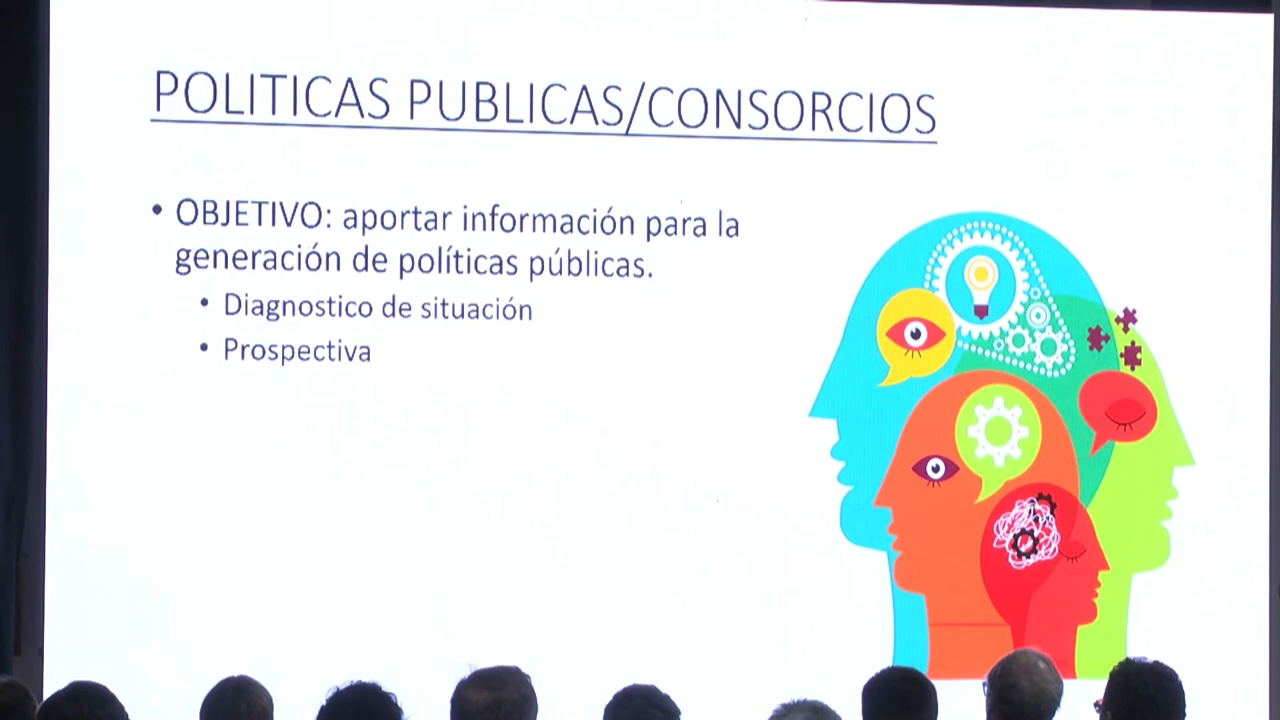 POLITICAS PUBLICAS/CONSORCIOS
• OBJETIVO: aportar información para la
generación de políticas públicas.
• Diagnostico de situación
• Prospectiva